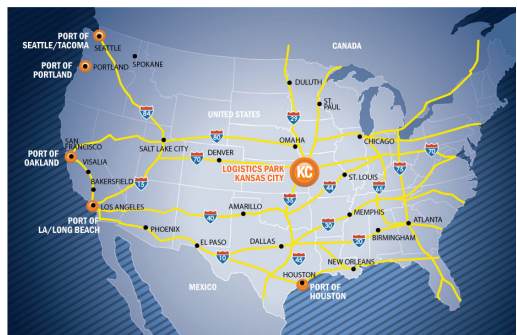 PORT OF
SEATTLE/TACOMA
SEATTLE
CANADA
PORT OF
PORTLAND
PORTLAND
SPOKANE
DULUTH
ST.
PAUL
84
UNITED STATES
29
80
OMAHA
CHICAGO
SAN
FRANCISCO
SALT LAKE CITY
DENVER
70
70
PORT OF
OAKLAND
VISALIA
LOGISTICS PARK
KANSAS CITY
KC
75
ST. LOUIS
BAKERSFIELD
15
35
44
65
LOS ANGELES
AMARILLO
40
MEMPHIS
PORT OF
LA/LONG BEACH
PHOENIX
30
ATLANTA
EL PASO
DALLAS
20
BIRMINGHAM
10
45
NEW ORLEANS
MEXICO
HOUSTON
PORT OF
HOUSTON